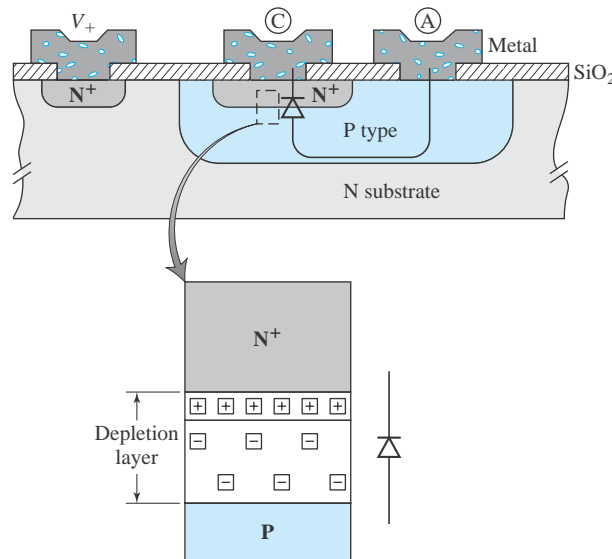 V+ C A
Metal
SiO2
N+ N+
P type
N substrate
N+
+ + + + + +
Depletion
layer
− − −
− − −
P